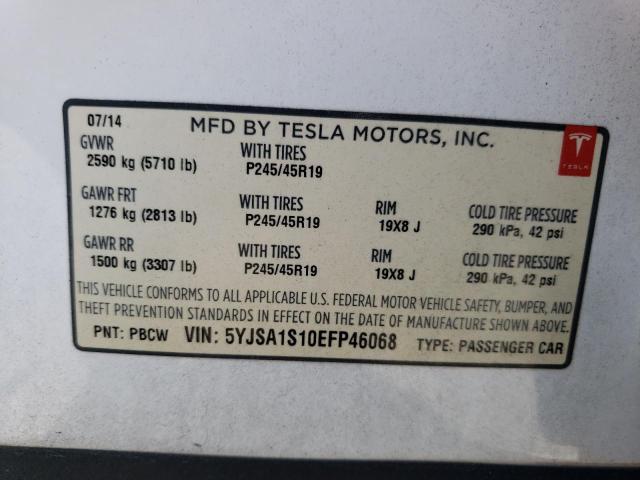 07/14
MFD BY TESLA MOTORS, INC.
TESLA
GVWR WITH TIRES
2590 kg (5710 lb) P245/45R19
GAWR FRT WITH TIRES RIM COLD TIRE PRESSURE
1276 kg (2813 lb) P245/45R19 19X8 J 290 kPa, 42 psi
GAWR RR WITH TIRES RIM COLD TIRE PRESSURE
1500 kg (3307 lb) P245/45R19 19X8 J 290 kPa, 42 psi
THIS VEHICLE CONFORMS TO ALL APPLICABLE U.S. FEDERAL MOTOR VEHICLE SAFETY, BUMPER, AND
THEFT PREVENTION STANDARDS IN EFFECT ON THE DATE OF MANUFACTURE SHOWN ABOVE.
PNT: PBCW VIN: 5YJSA1S10EFP46068 TYPE: PASSENGER CAR